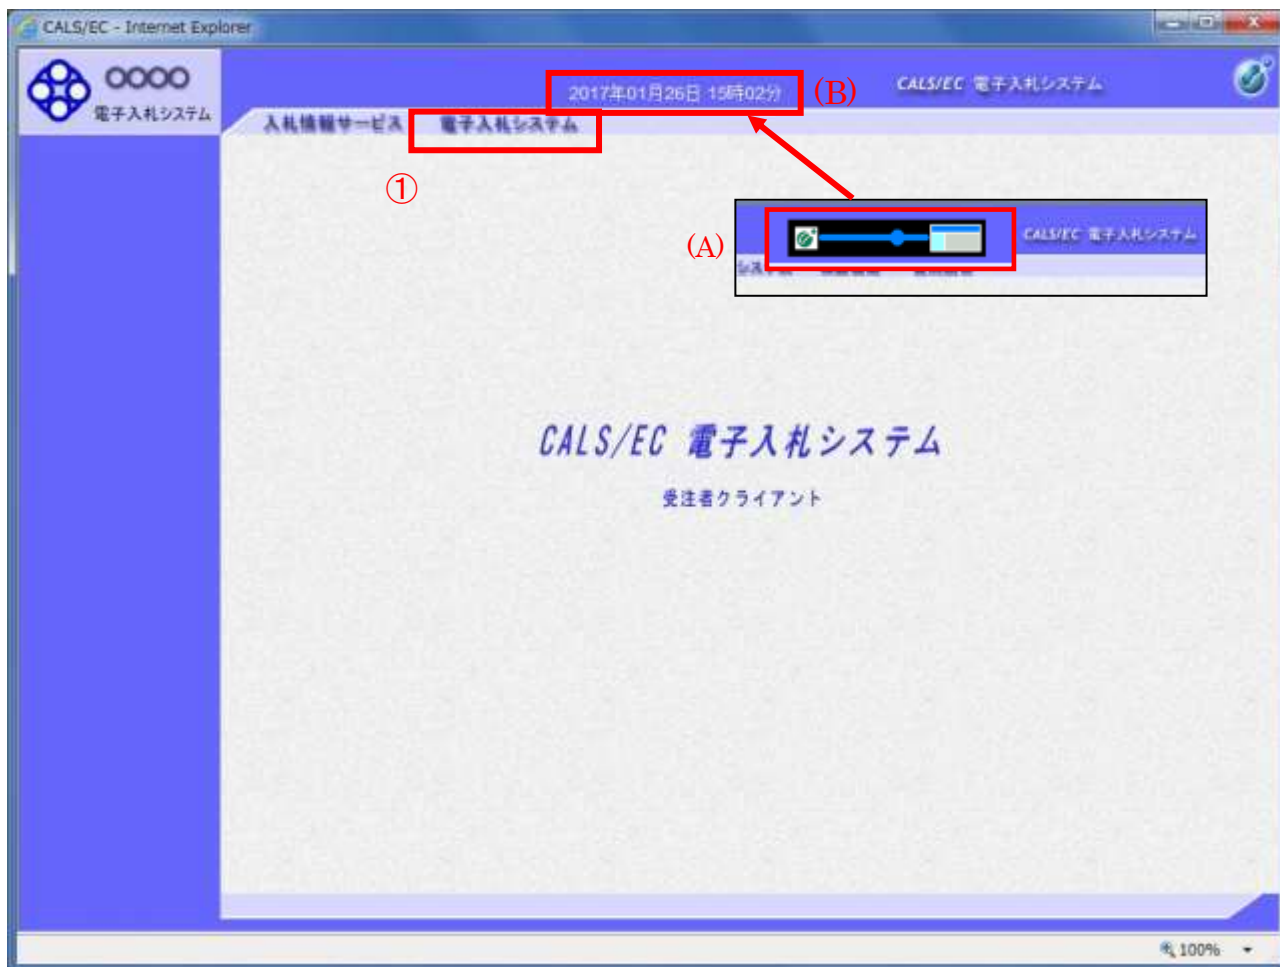 CALS/EC - Internet Explorer
○○○○
電子入札システム
2017年01月26日 15時02分
(B)
CALS/EC 電子入札システム
入札情報サービス
電子入札システム
①
(A)
CALS/EC 電子入札システム
CALS/EC 電子入札システム
受注者クライアント
100%